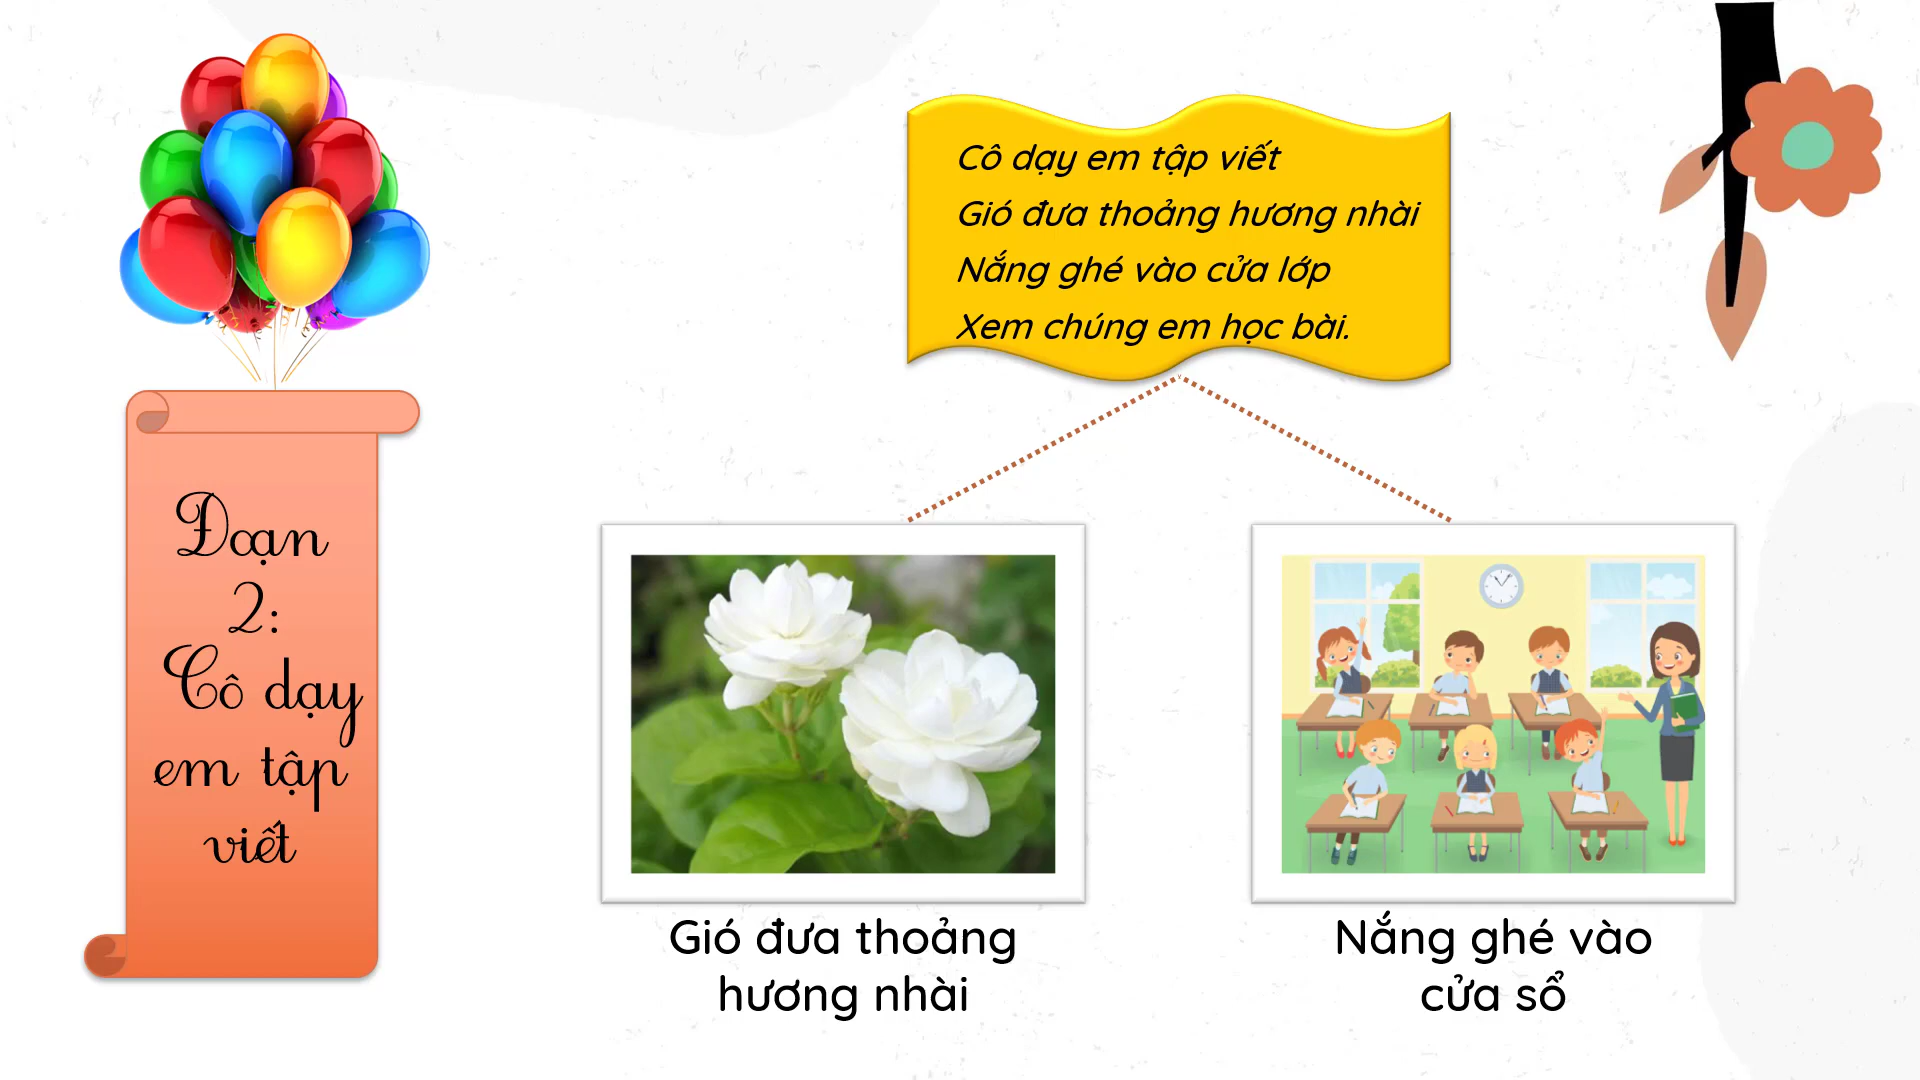 Đoạn
2:
Cô dạy
em tập
viết
Cô dạy em tập viết
Gió đưa thoảng hương nhài
Nắng ghé vào cửa lớp
Xem chúng em học bài.
Gió đưa thoảng
hương nhài
Nắng ghé vào
cửa sổ